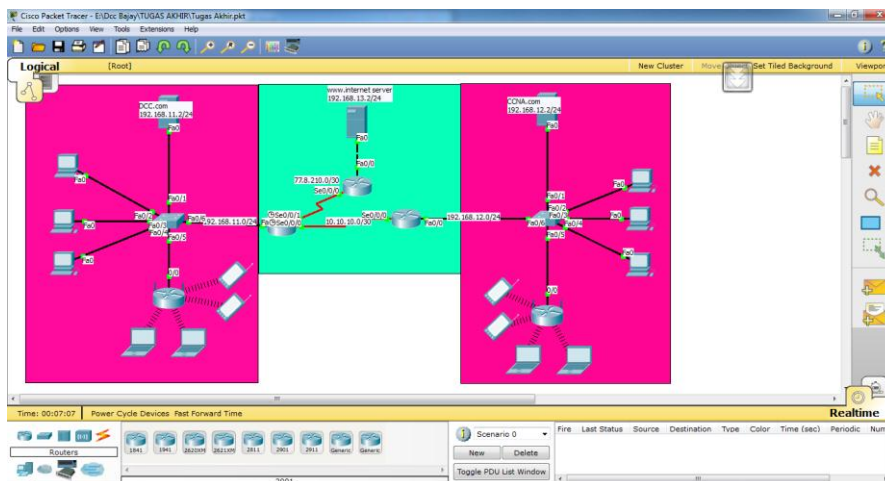 Cisco Packet Tracer - E:\Dcc Bajay\TUGAS AKHIR\Tugas Akhir.pkt
File Edit Options View Tools Extensions Help
Logical [Root] New Cluster Move Set Tiled Background Viewport
DCC.com
192.168.11.2/24
Fa0
Fa0/1
Fa0
Fa0
Fa0
Fa0/2
Fa0/3
Fa0/4
Fa0/5
Fa0/6
192.168.11.0/24
0/0
www.internet server
192.168.13.2/24
Fa0
Fa0/0
77.8.210.0/30
Se0/0/0
Se0/0/1
Se0/0/0
10.10.10.0/30
Se0/0/0
Fa0/0
192.168.12.0/24
CCNA.com
192.168.12.2/24
Fa0
Fa0/1
Fa0/2
Fa0/3
Fa0/4
Fa0/5
Fa0/6
Fa0
Fa0
Fa0
0/0
Time: 00:07:07 Power Cycle Devices Fast Forward Time Realtime
Routers
1841 1941 2620XM 2621XM 2811 2901 2911 Generic Generic
2901
Scenario 0
New Delete
Toggle PDU List Window
Fire Last Status Source Destination Type Color Time (sec) Periodic Num